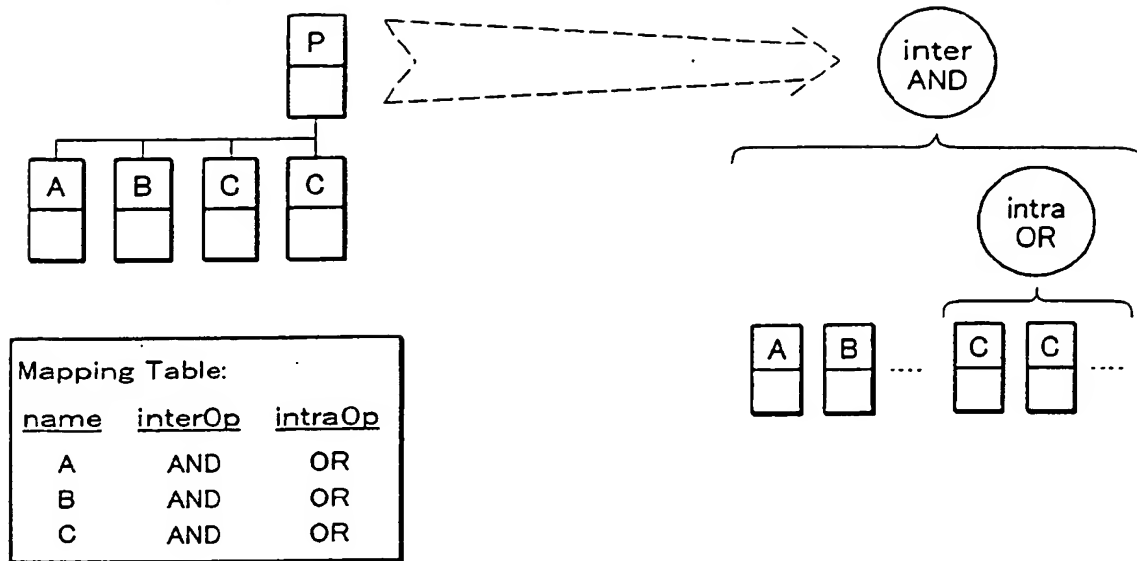 P
A B C C
inter
AND
intra
OR
A B ..... C C .....
Mapping Table:
name interOp intraOp
A AND OR
B AND OR
C AND OR